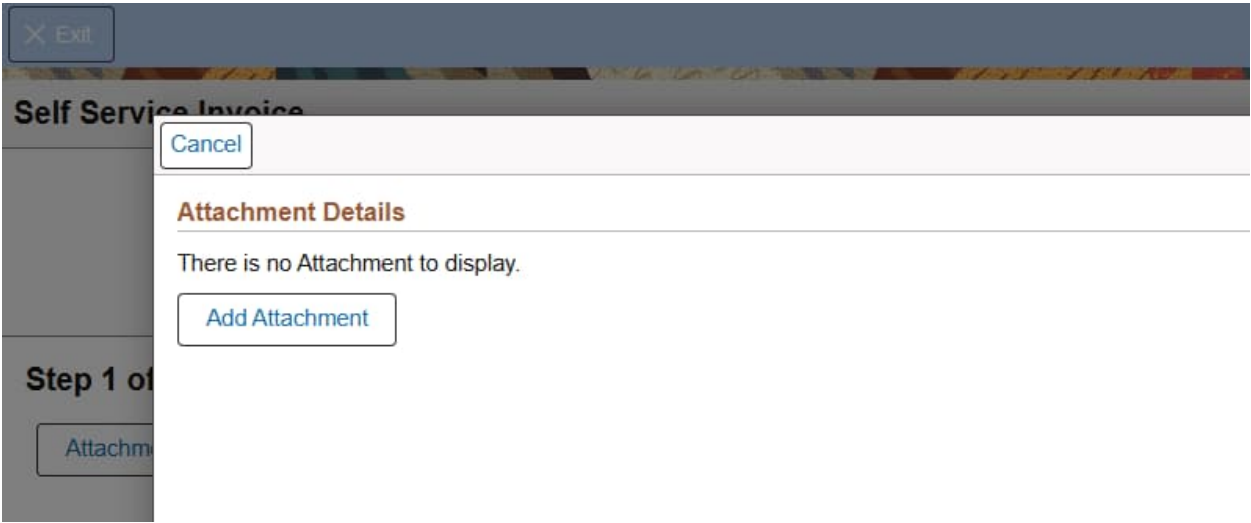 Exit
Self Service Invoice
Cancel
Attachment Details
There is no Attachment to display.
Add Attachment
Step 1 of
Attachm